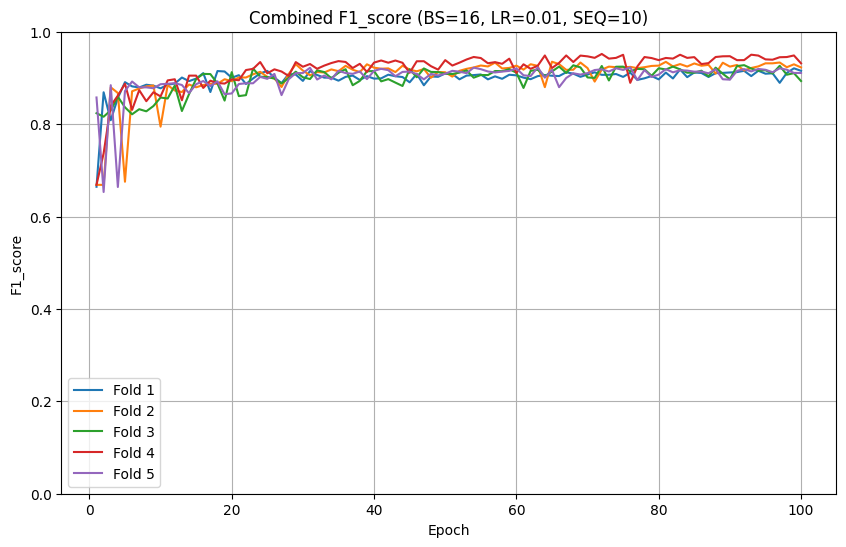 Combined F1_score (BS=16, LR=0.01, SEQ=10)
1.0
0.8
0.6
0.4
0.2
0.0
F1_score
Fold 1
Fold 2
Fold 3
Fold 4
Fold 5
0 20 40 60 80 100
Epoch